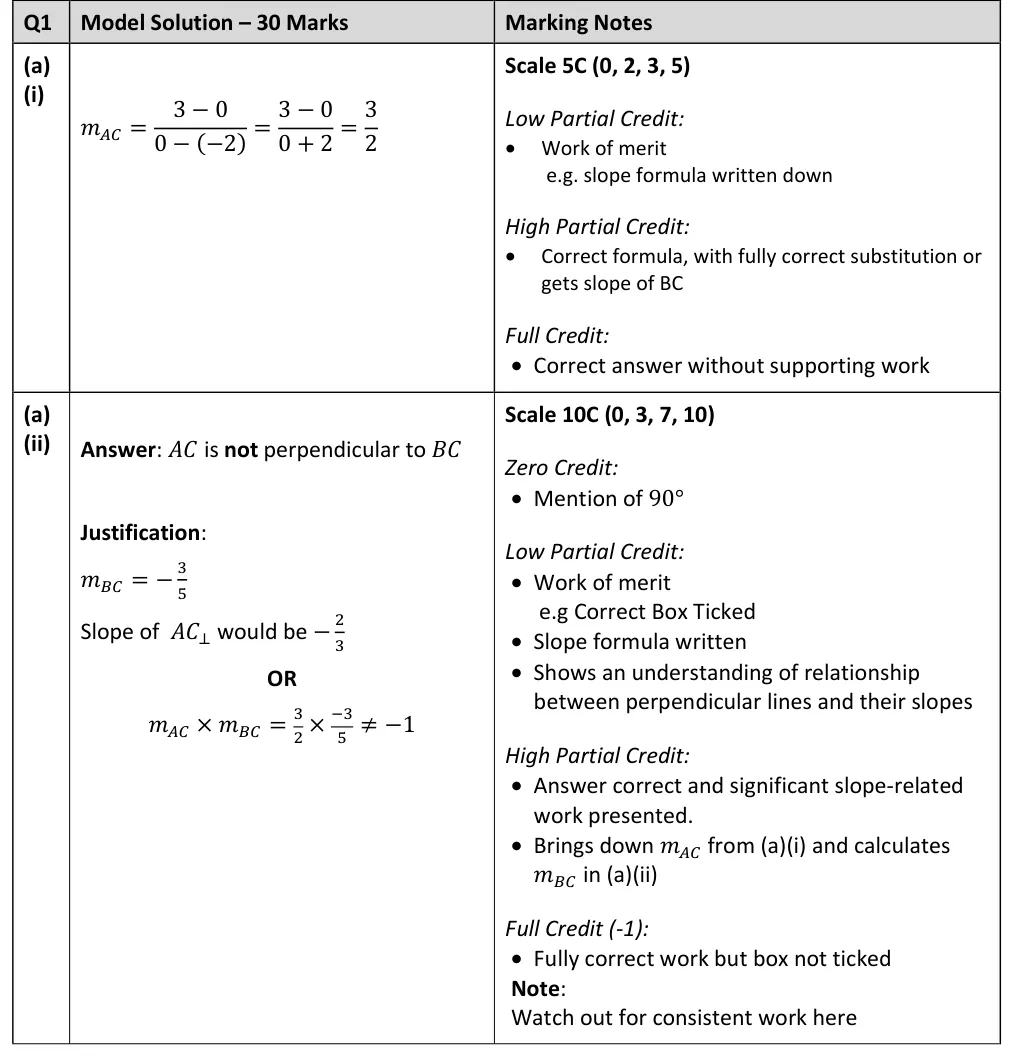 Q1 Model Solution – 30 Marks Marking Notes
(a)
(i)
m_AC = (3 − 0)/(0 − (−2)) = (3 − 0)/(0 + 2) = 3/2
Scale 5C (0, 2, 3, 5)
Low Partial Credit:
• Work of merit
e.g. slope formula written down
High Partial Credit:
• Correct formula, with fully correct substitution or
gets slope of BC
Full Credit:
• Correct answer without supporting work
(a)
(ii)
Answer: AC is not perpendicular to BC
Justification:
m_BC = −3/5
Slope of AC⊥ would be −2/3
OR
m_AC × m_BC = 3/2 × −3/5 ≠ −1
Scale 10C (0, 3, 7, 10)
Zero Credit:
• Mention of 90°
Low Partial Credit:
• Work of merit
e.g Correct Box Ticked
• Slope formula written
• Shows an understanding of relationship
between perpendicular lines and their slopes
High Partial Credit:
• Answer correct and significant slope-related
work presented.
• Brings down m_AC from (a)(i) and calculates
m_BC in (a)(ii)
Full Credit (-1):
• Fully correct work but box not ticked
Note:
Watch out for consistent work here